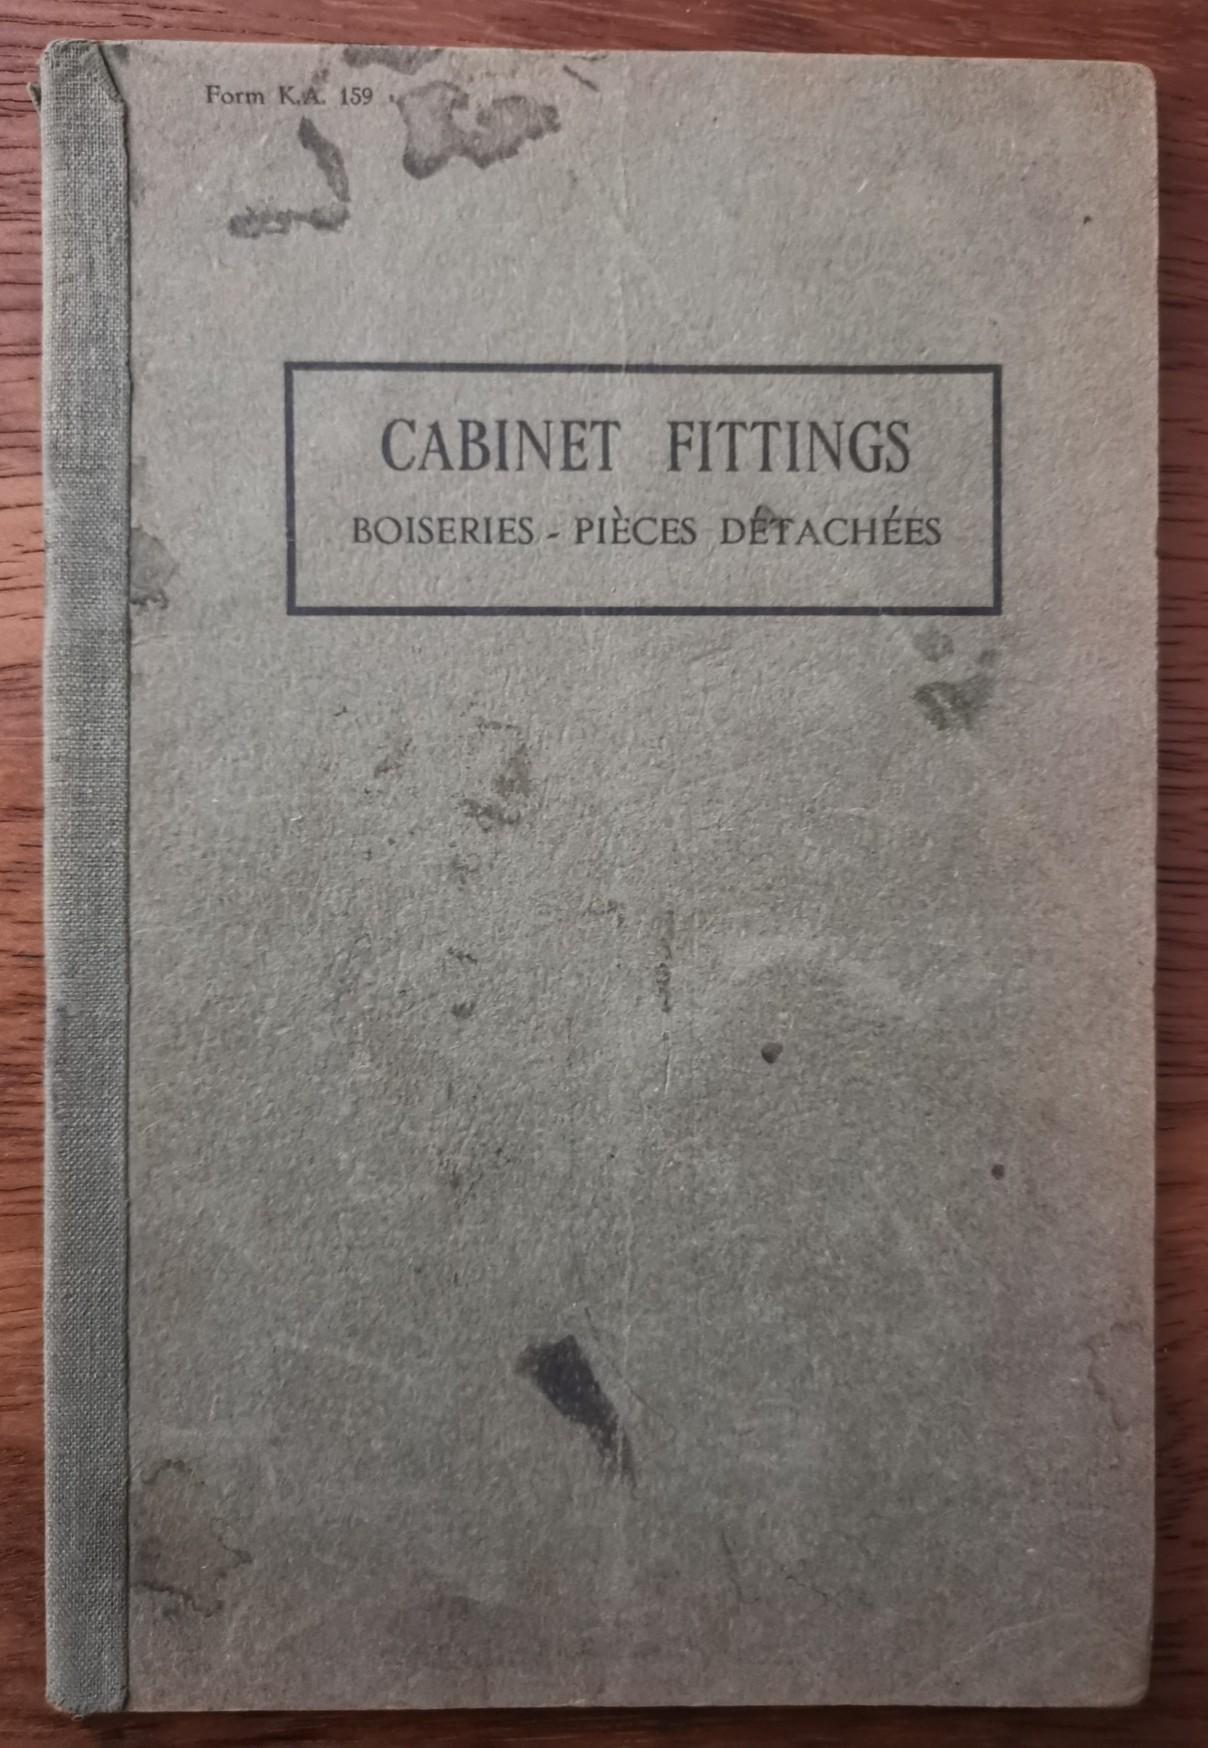 Form K.A. 159
CABINET FITTINGS
BOISERIES - PIÈCES DÉTACHÉES